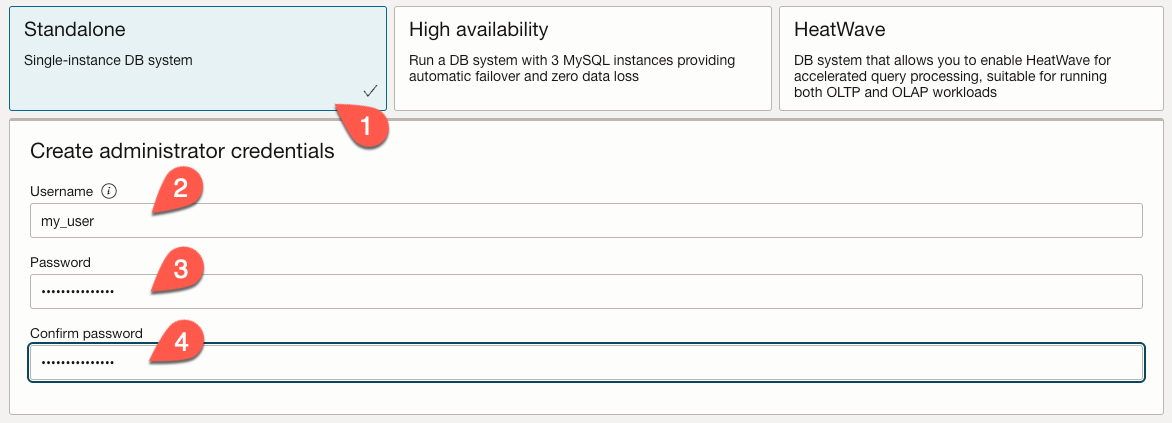 Standalone
Single-instance DB system
High availability
Run a DB system with 3 MySQL instances providing
automatic failover and zero data loss
HeatWave
DB system that allows you to enable HeatWave for
accelerated query processing, suitable for running
both OLTP and OLAP workloads
1
Create administrator credentials
Username i
2
my_user
Password
3
•••••••••••••••
Confirm password
4
•••••••••••••••